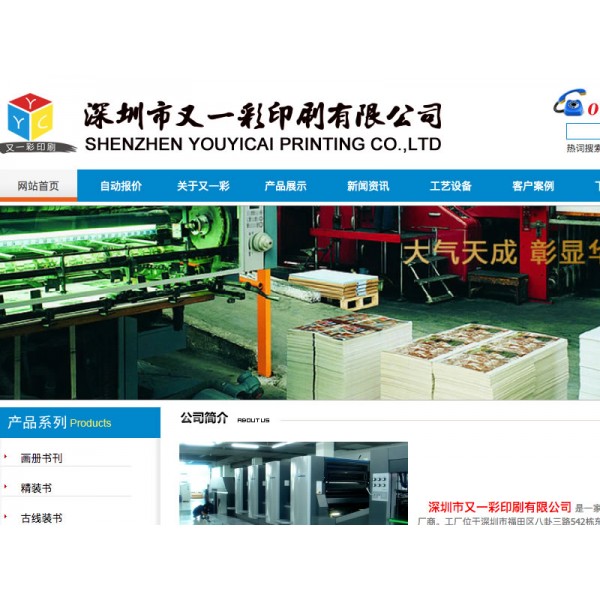 Y
Y C
又一彩印刷
深圳市又一彩印刷有限公司
SHENZHEN YOUYICAI PRINTING CO.,LTD
0
热词搜索
网站首页 自动报价 关于又一彩 产品展示 新闻资讯 工艺设备 客户案例 下
大气天成 彰显华
产品系列 Products
公司简介 ABOUT US
画册书刊
精装书
古线装书
深圳市又一彩印刷有限公司 是一家
厂商。工厂位于深圳市福田区八卦三路542栋东